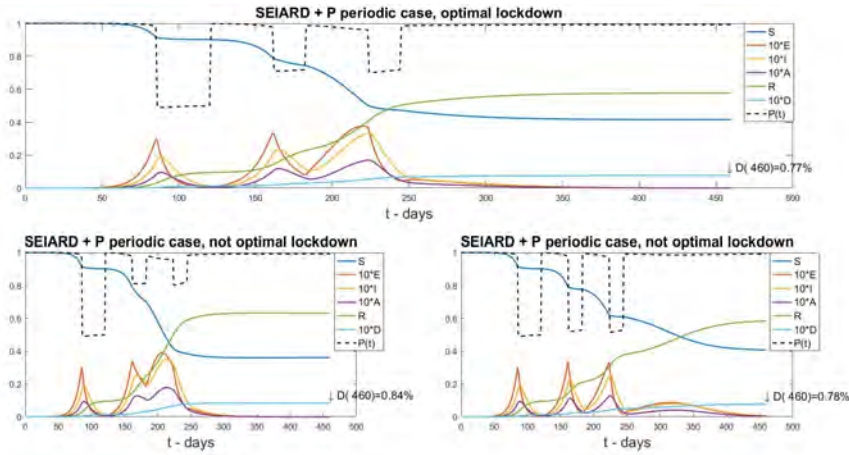 SEIARD + P periodic case, optimal lockdown
1
0.8
0.6
0.4
0.2
0
0 50 100 150 200 250 300 350 400 450 500
t - days
S
10*E
10*I
10*A
R
10*D
P(t)
↓ D( 460)=0.77%
SEIARD + P periodic case, not optimal lockdown
1
0.8
0.6
0.4
0.2
0
0 50 100 150 200 250 300 350 400 450 500
t - days
S
10*E
10*I
10*A
R
10*D
P(t)
↓ D( 460)=0.84%
SEIARD + P periodic case, not optimal lockdown
1
0.8
0.6
0.4
0.2
0
0 50 100 150 200 250 300 350 400 450 500
t - days
S
10*E
10*I
10*A
R
10*D
P(t)
↓ D( 460)=0.78%